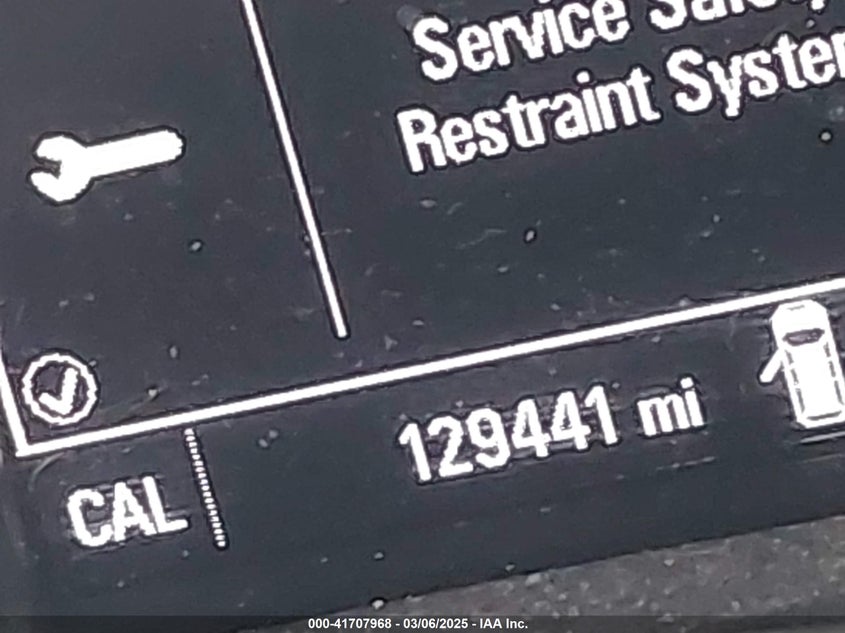 Service Safety
Restraint System
129441 mi
CAL
000-41707968 - 03/06/2025 - IAA Inc.